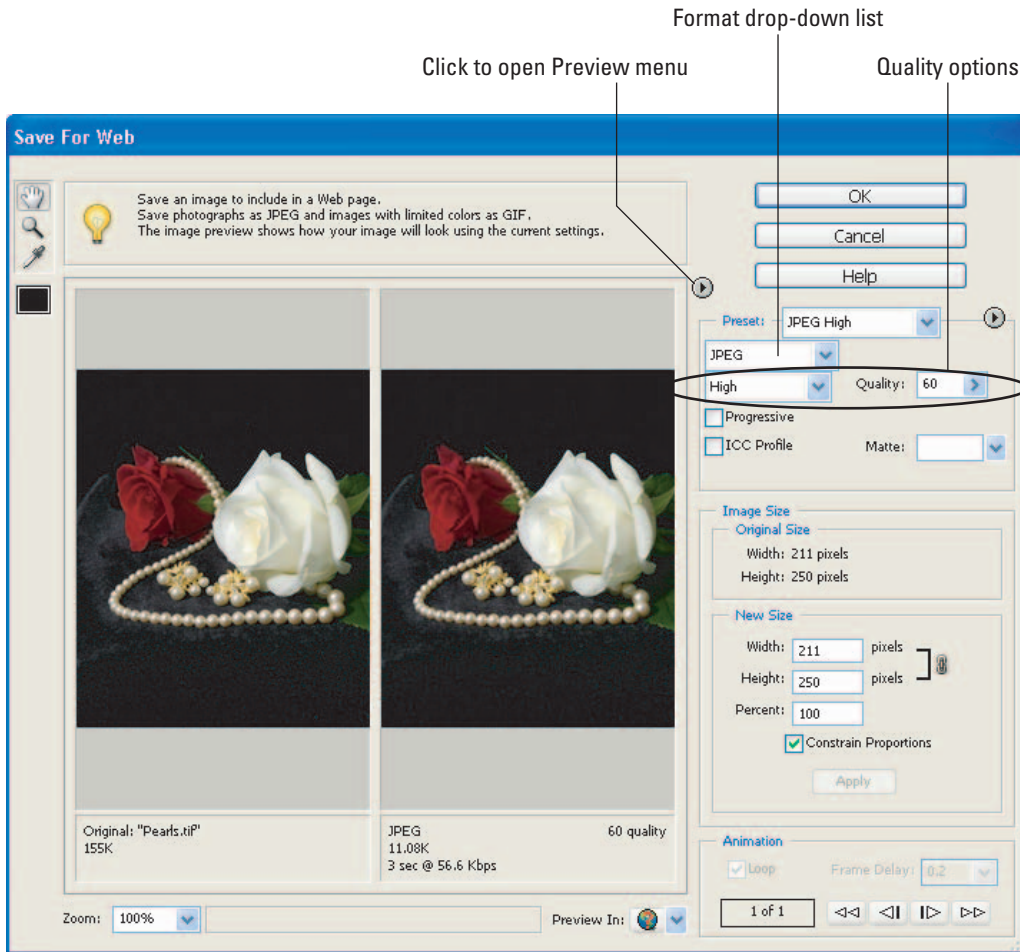 Format drop-down list
Click to open Preview menu
Quality options
Save For Web
Save an image to include in a Web page.
Save photographs as JPEG and images with limited colors as GIF.
The image preview shows how your image will look using the current settings.
OK
Cancel
Help
Preset: JPEG High
JPEG
High Quality: 60
Progressive
ICC Profile Matte:
Image Size
Original Size
Width: 211 pixels
Height: 250 pixels
New Size
Width: 211 pixels
Height: 250 pixels
Percent: 100
Constrain Proportions
Apply
Original: "Pearls.tif"
155K
JPEG 60 quality
11.08K
3 sec @ 56.6 Kbps
Animation
Loop Frame Delay: 0.2
1 of 1
Zoom: 100% Preview In: